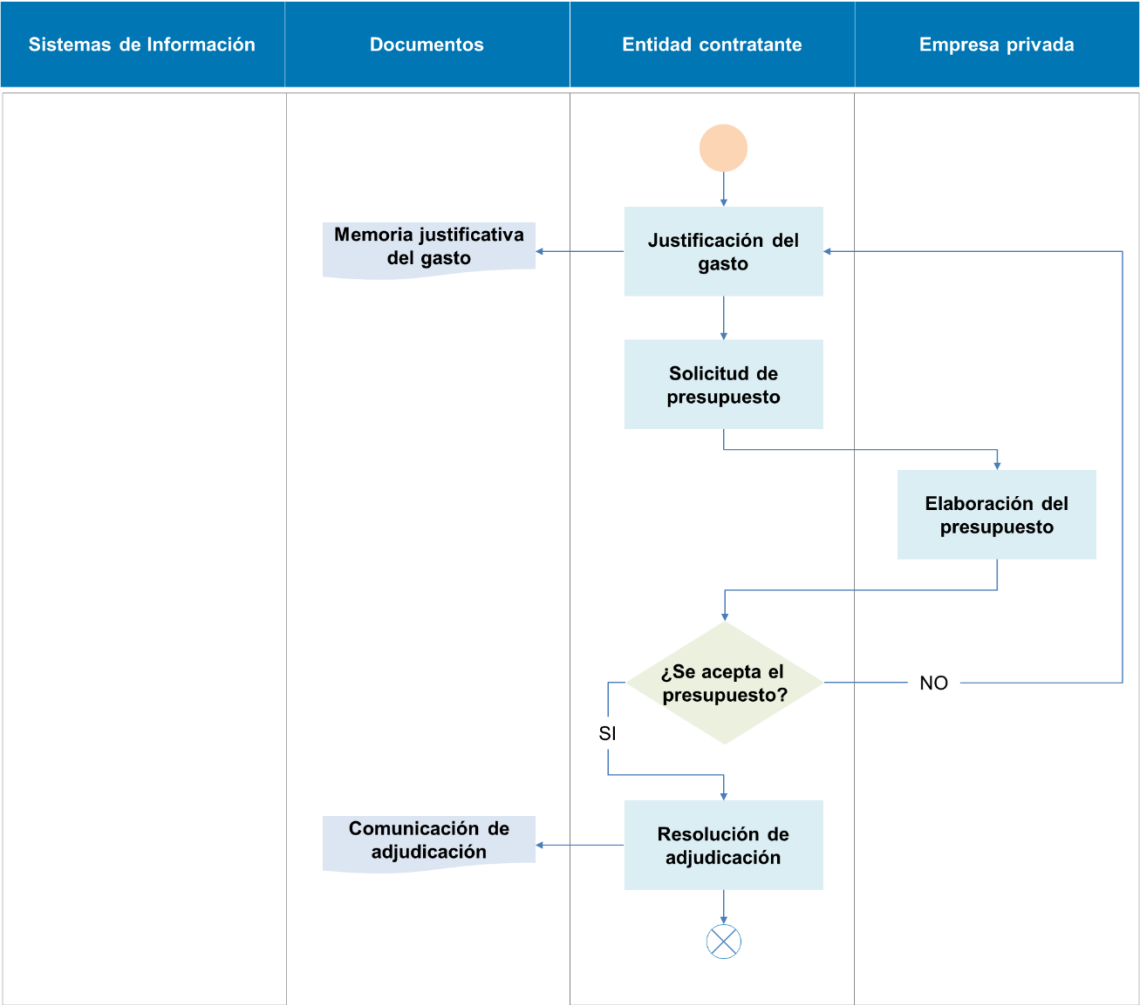 Sistemas de Información
Documentos
Entidad contratante
Empresa privada
Memoria justificativa
del gasto
Justificación del
gasto
Solicitud de
presupuesto
Elaboración del
presupuesto
¿Se acepta el
presupuesto?
NO
SI
Comunicación de
adjudicación
Resolución de
adjudicación